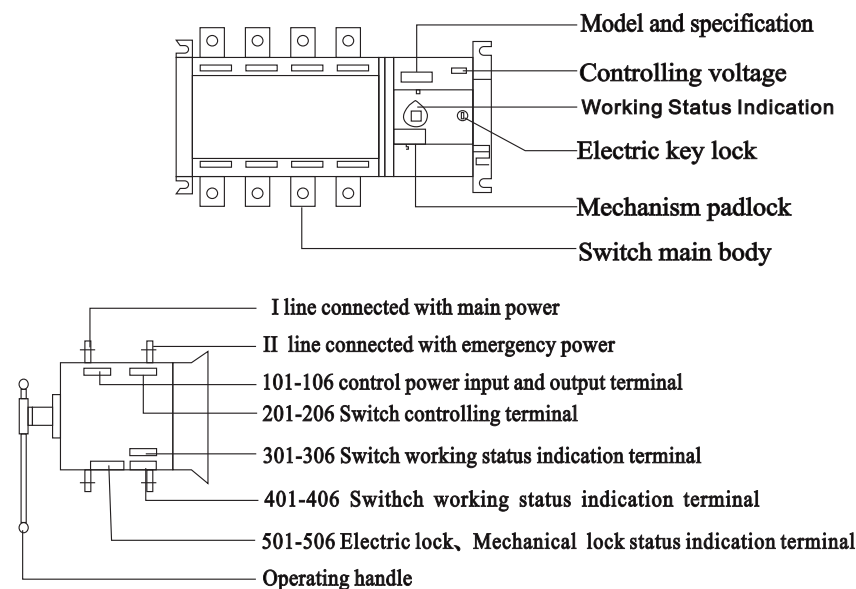 Model and specification
Controlling voltage
Working Status Indication
Electric key lock
Mechanism padlock
Switch main body
I line connected with main power
II line connected with emergency power
101-106 control power input and output terminal
201-206 Switch controlling terminal
301-306 Switch working status indication terminal
401-406 Swithch working status indication terminal
501-506 Electric lock、Mechanical lock status indication terminal
Operating handle